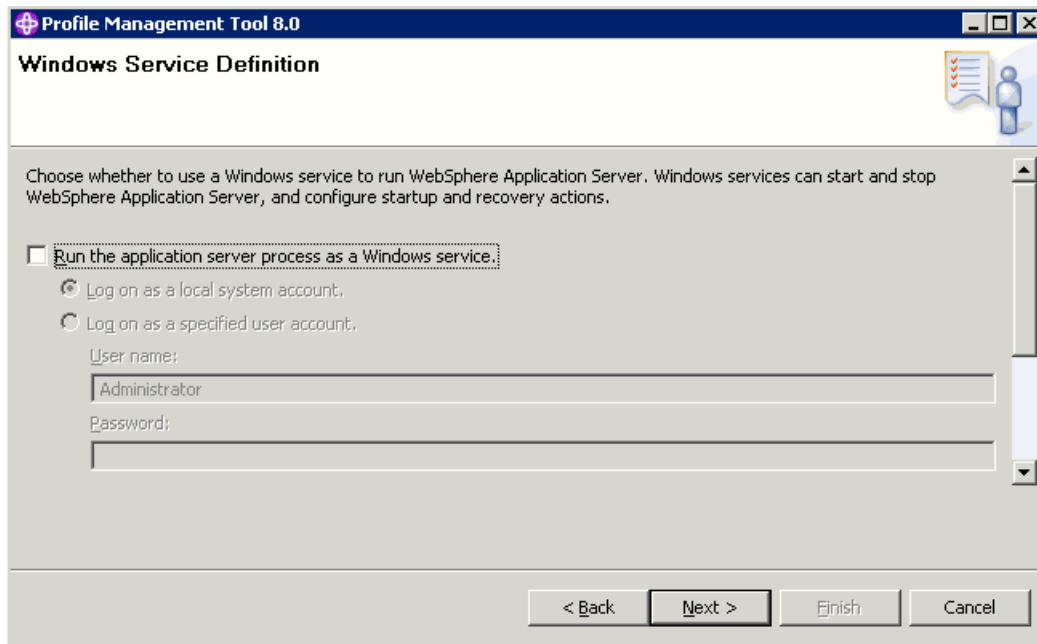 Profile Management Tool 8.0
Windows Service Definition
Choose whether to use a Windows service to run WebSphere Application Server. Windows services can start and stop
WebSphere Application Server, and configure startup and recovery actions.
Run the application server process as a Windows service.
Log on as a local system account.
Log on as a specified user account.
User name:
Administrator
Password:
< Back Next > Finish Cancel